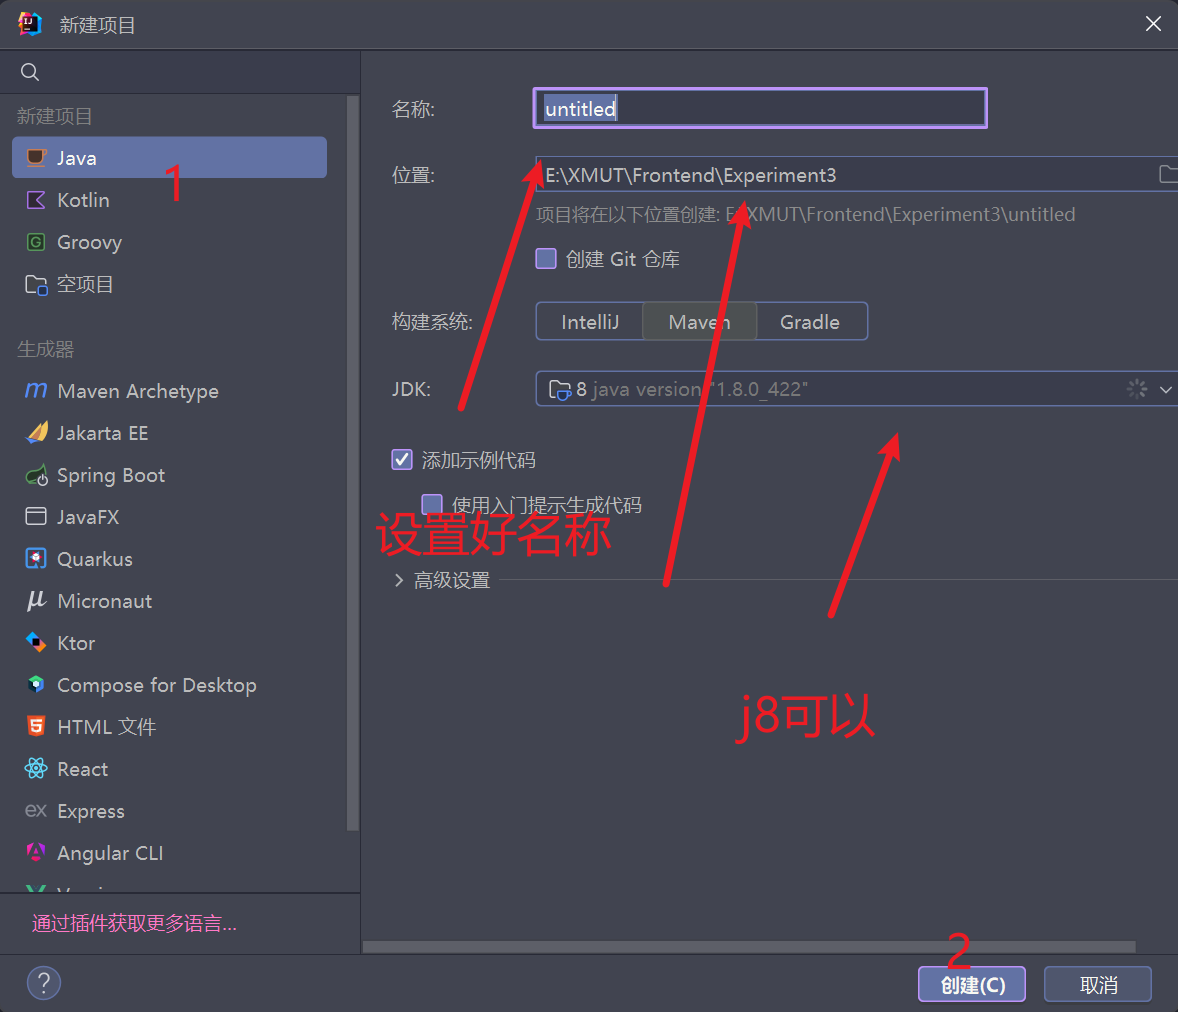 新建项目
新建项目
Java
1
Kotlin
Groovy
空项目
生成器
Maven Archetype
Jakarta EE
Spring Boot
JavaFX
Quarkus
Micronaut
Ktor
Compose for Desktop
HTML 文件
React
ex Express
Angular CLI
通过插件获取更多语言...
名称:
untitled
位置:
E:\XMUT\Frontend\Experiment3
项目将在以下位置创建: E:\XMUT\Frontend\Experiment3\untitled
创建 Git 仓库
构建系统:
IntelliJ
Maven
Gradle
JDK:
8 java version "1.8.0_422"
添加示例代码
使用入门提示生成代码
设置好名称
高级设置
j8可以
2
?
创建(C)
取消